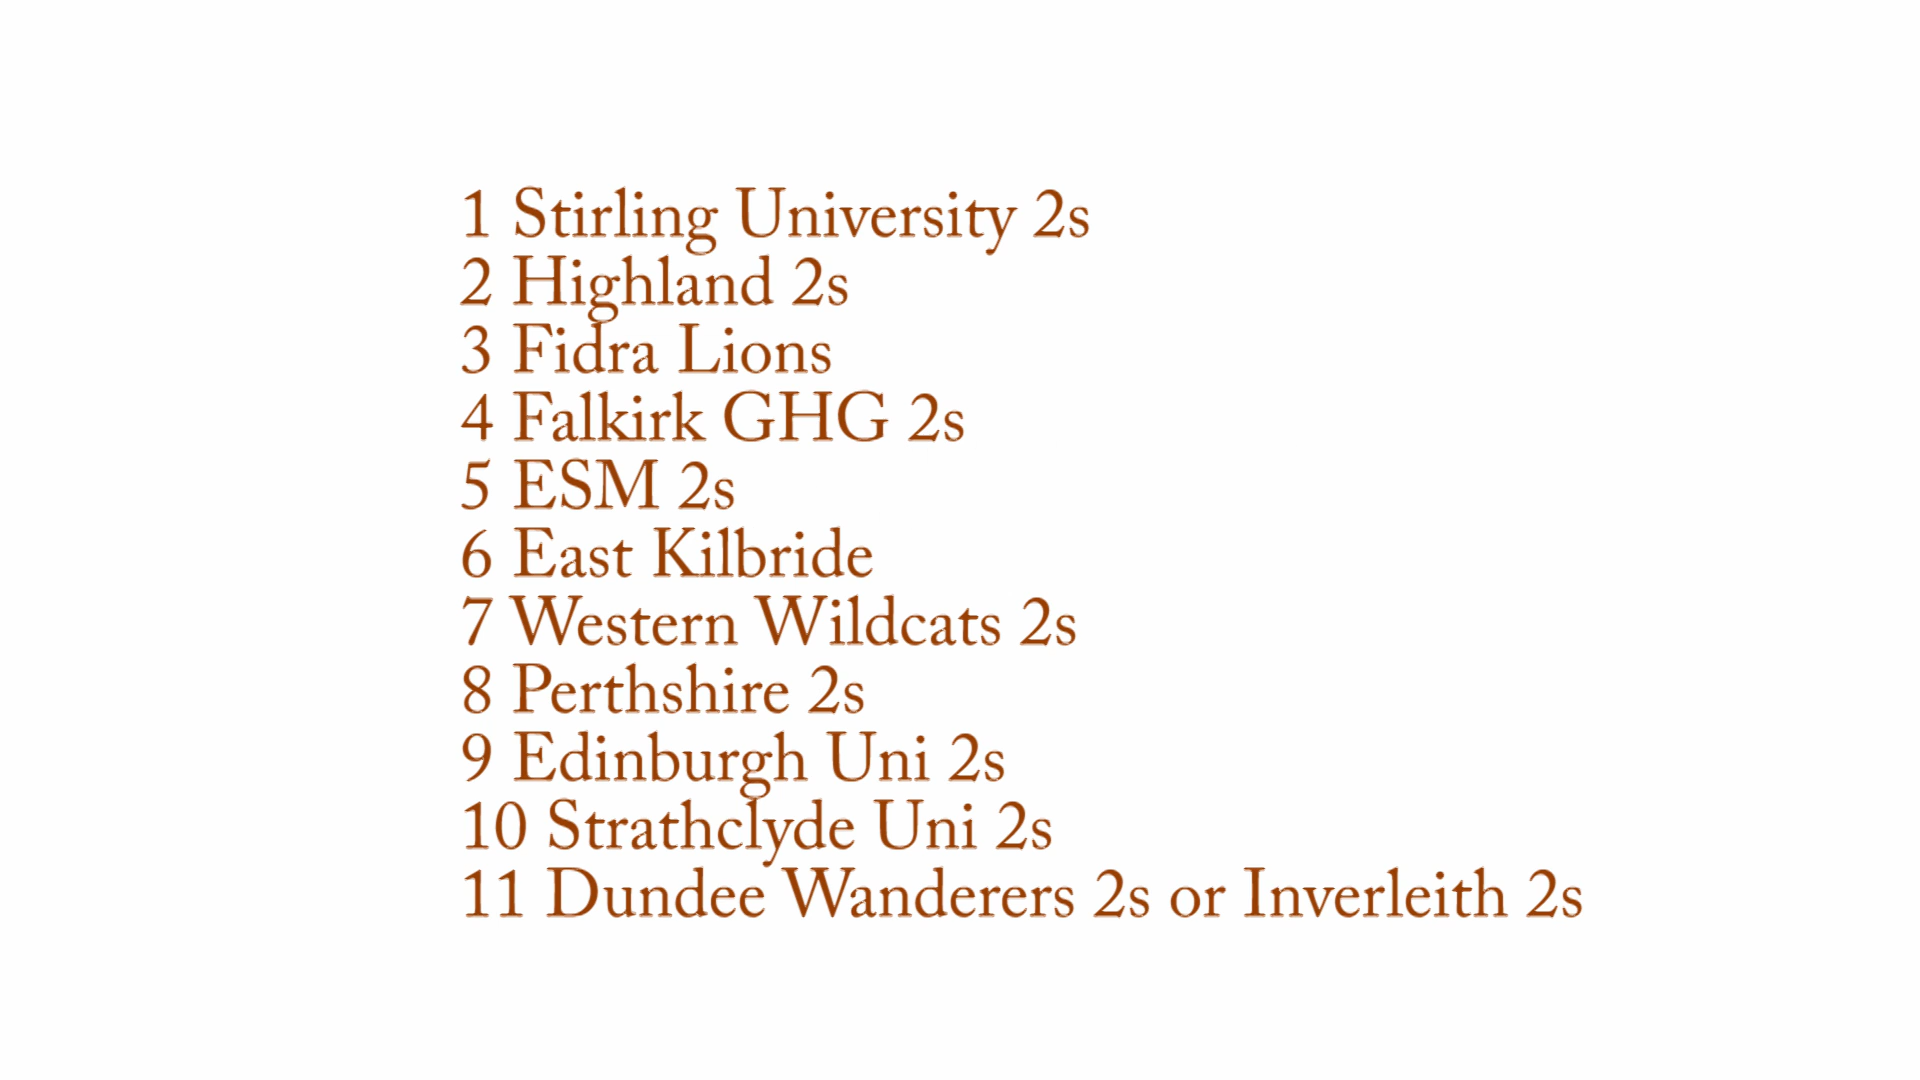 1 Stirling University 2s
2 Highland 2s
3 Fidra Lions
4 Falkirk GHG 2s
5 ESM 2s
6 East Kilbride
7 Western Wildcats 2s
8 Perthshire 2s
9 Edinburgh Uni 2s
10 Strathclyde Uni 2s
11 Dundee Wanderers 2s or Inverleith 2s